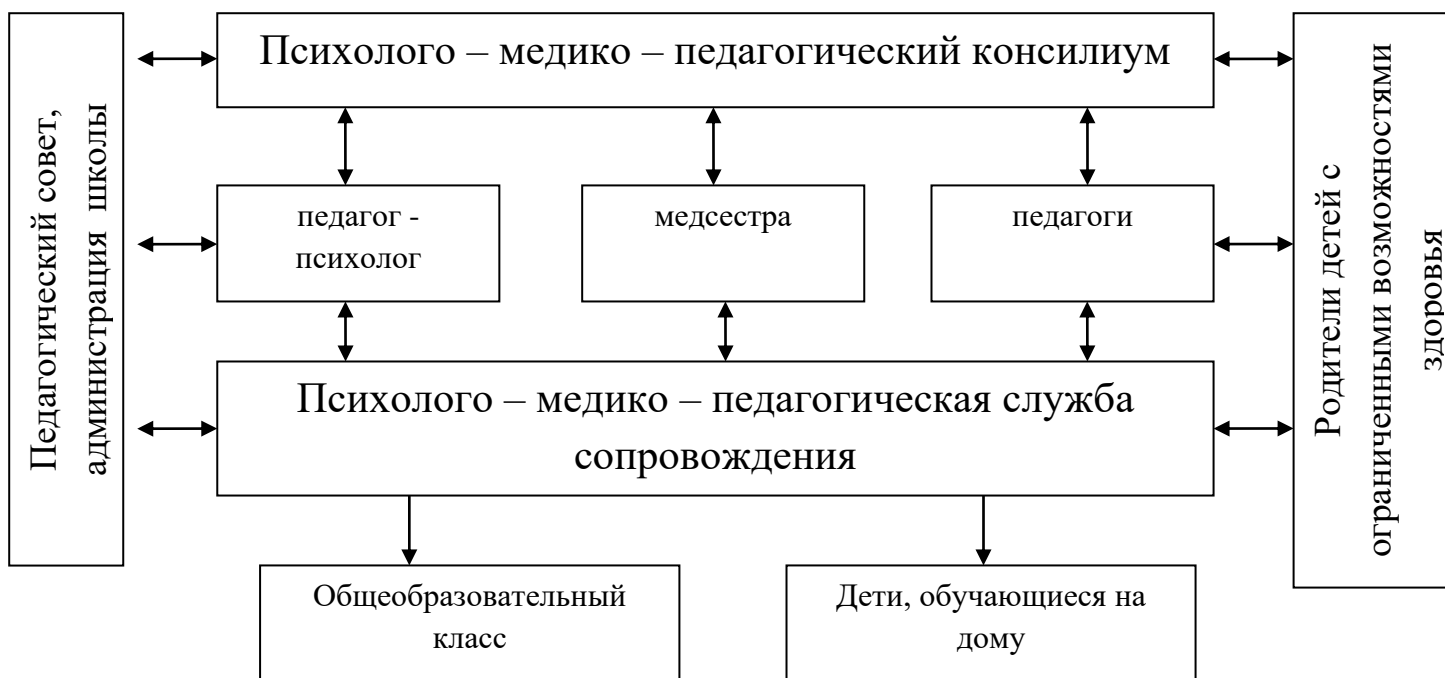 Педагогический совет,
администрация школы
Психолого – медико – педагогический консилиум
педагог -
психолог
медсестра
педагоги
Психолого – медико – педагогическая служба
сопровождения
Общеобразовательный
класс
Дети, обучающиеся на
дому
Родители детей с
ограниченными возможностями
здоровья